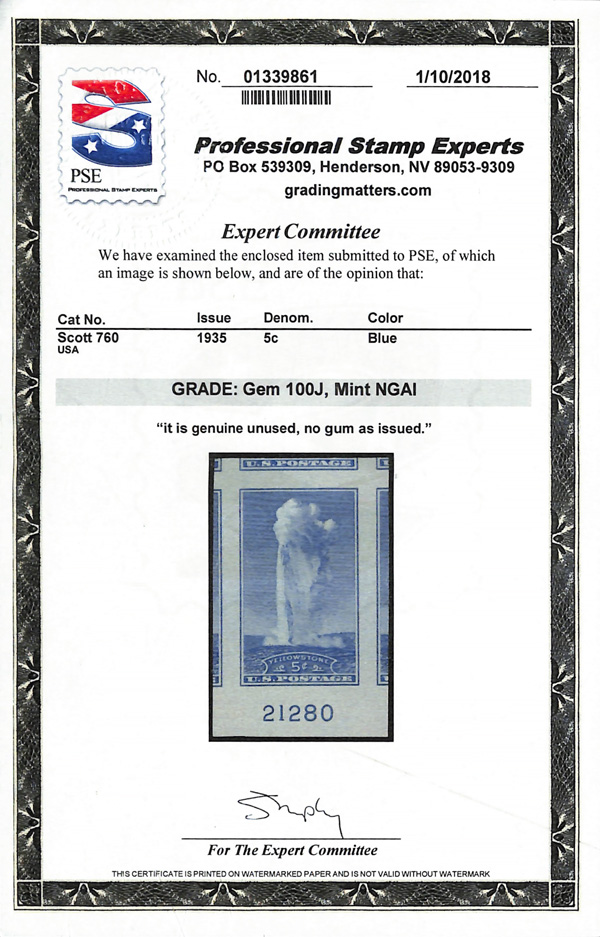 No. 01339861
1/10/2018
PSE
PROFESSIONAL STAMP EXPERTS
Professional Stamp Experts
PO Box 539309, Henderson, NV 89053-9309
gradingmatters.com
Expert Committee
We have examined the enclosed item submitted to PSE, of which
an image is shown below, and are of the opinion that:
Cat No. Issue Denom. Color
Scott 760 1935 5c Blue
USA
GRADE: Gem 100J, Mint NGAI
“it is genuine unused, no gum as issued.”
U.S. POSTAGE
YELLOWSTONE
5¢
U.S. POSTAGE
21280
For The Expert Committee
THIS CERTIFICATE IS PRINTED ON WATERMARKED PAPER AND IS NOT VALID WITHOUT WATERMARK